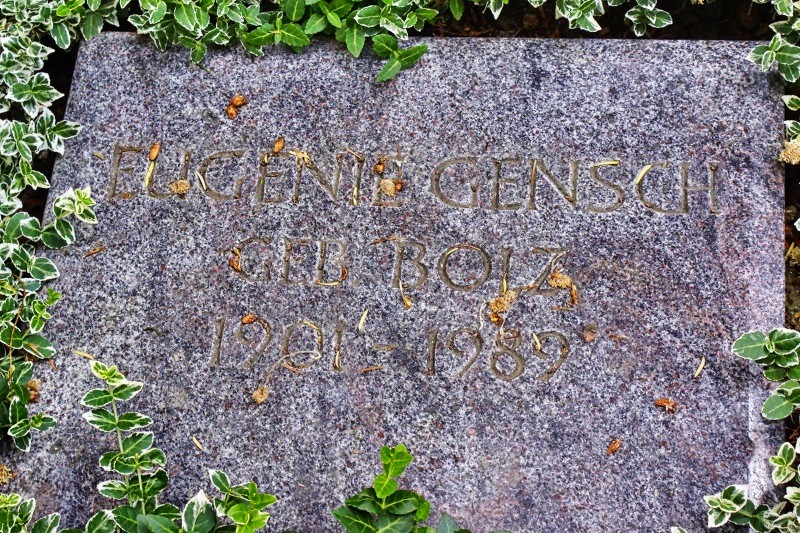 EUGENIE GENSCH
GEB. BOLZ
1901 - 1989